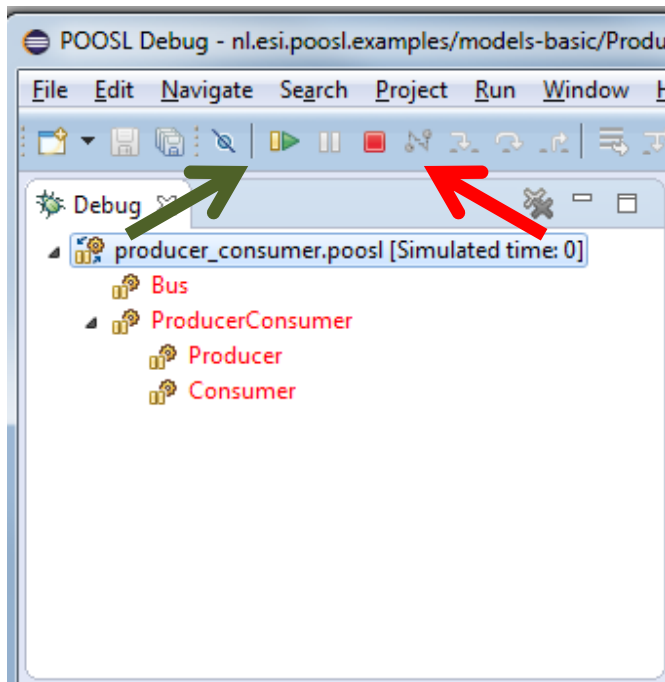 POOSL Debug - nl.esi.poosl.examples/models-basic/Produ
File Edit Navigate Search Project Run Window H
Debug
producer_consumer.poosl [Simulated time: 0]
Bus
ProducerConsumer
Producer
Consumer